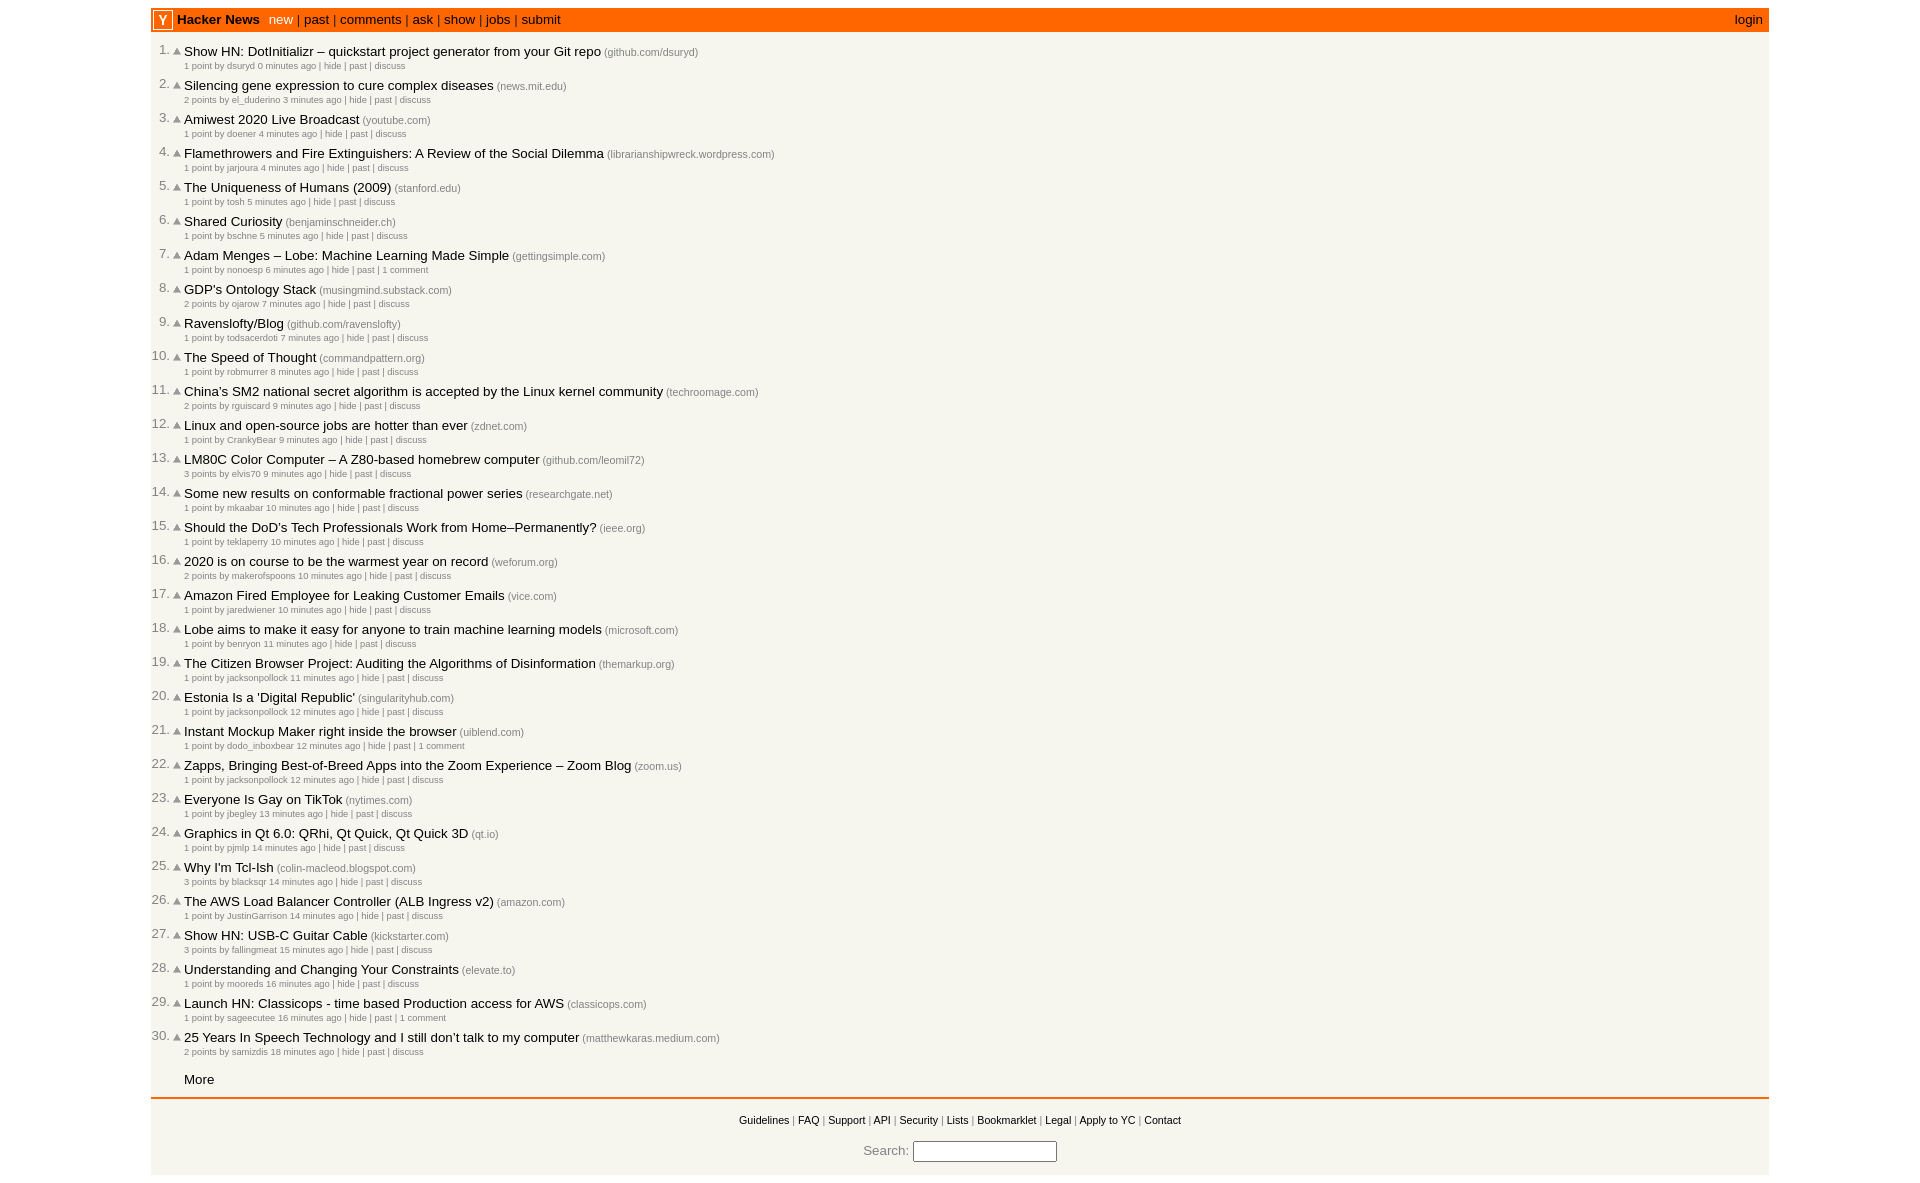 Y Hacker News new | past | comments | ask | show | jobs | submit login
1. Show HN: DotInitializr – quickstart project generator from your Git repo (github.com/dsuryd)
1 point by dsuryd 0 minutes ago | hide | past | discuss
2. Silencing gene expression to cure complex diseases (news.mit.edu)
2 points by el_duderino 3 minutes ago | hide | past | discuss
3. Amiwest 2020 Live Broadcast (youtube.com)
1 point by doener 4 minutes ago | hide | past | discuss
4. Flamethrowers and Fire Extinguishers: A Review of the Social Dilemma (librarianshipwreck.wordpress.com)
1 point by jarjoura 4 minutes ago | hide | past | discuss
5. The Uniqueness of Humans (2009) (stanford.edu)
1 point by tosh 5 minutes ago | hide | past | discuss
6. Shared Curiosity (benjaminschneider.ch)
1 point by bschne 5 minutes ago | hide | past | discuss
7. Adam Menges – Lobe: Machine Learning Made Simple (gettingsimple.com)
1 point by nonoesp 6 minutes ago | hide | past | 1 comment
8. GDP's Ontology Stack (musingmind.substack.com)
2 points by ojarow 7 minutes ago | hide | past | discuss
9. Ravenslofty/Blog (github.com/ravenslofty)
1 point by todsacerdoti 7 minutes ago | hide | past | discuss
10. The Speed of Thought (commandpattern.org)
1 point by robmurrer 8 minutes ago | hide | past | discuss
11. China’s SM2 national secret algorithm is accepted by the Linux kernel community (techroomage.com)
2 points by rguiscard 9 minutes ago | hide | past | discuss
12. Linux and open-source jobs are hotter than ever (zdnet.com)
1 point by CrankyBear 9 minutes ago | hide | past | discuss
13. LM80C Color Computer – A Z80-based homebrew computer (github.com/leomil72)
3 points by elvis70 9 minutes ago | hide | past | discuss
14. Some new results on conformable fractional power series (researchgate.net)
1 point by mkaabar 10 minutes ago | hide | past | discuss
15. Should the DoD’s Tech Professionals Work from Home–Permanently? (ieee.org)
1 point by teklaperry 10 minutes ago | hide | past | discuss
16. 2020 is on course to be the warmest year on record (weforum.org)
2 points by makerofspoons 10 minutes ago | hide | past | discuss
17. Amazon Fired Employee for Leaking Customer Emails (vice.com)
1 point by jaredwiener 10 minutes ago | hide | past | discuss
18. Lobe aims to make it easy for anyone to train machine learning models (microsoft.com)
1 point by benryon 11 minutes ago | hide | past | discuss
19. The Citizen Browser Project: Auditing the Algorithms of Disinformation (themarkup.org)
1 point by jacksonpollock 11 minutes ago | hide | past | discuss
20. Estonia Is a 'Digital Republic' (singularityhub.com)
1 point by jacksonpollock 12 minutes ago | hide | past | discuss
21. Instant Mockup Maker right inside the browser (uiblend.com)
1 point by dodo_inboxbear 12 minutes ago | hide | past | 1 comment
22. Zapps, Bringing Best-of-Breed Apps into the Zoom Experience – Zoom Blog (zoom.us)
1 point by jacksonpollock 12 minutes ago | hide | past | discuss
23. Everyone Is Gay on TikTok (nytimes.com)
1 point by jbegley 13 minutes ago | hide | past | discuss
24. Graphics in Qt 6.0: QRhi, Qt Quick, Qt Quick 3D (qt.io)
1 point by pjmlp 14 minutes ago | hide | past | discuss
25. Why I'm Tcl-Ish (colin-macleod.blogspot.com)
3 points by blacksqr 14 minutes ago | hide | past | discuss
26. The AWS Load Balancer Controller (ALB Ingress v2) (amazon.com)
1 point by JustinGarrison 14 minutes ago | hide | past | discuss
27. Show HN: USB-C Guitar Cable (kickstarter.com)
3 points by fallingmeat 15 minutes ago | hide | past | discuss
28. Understanding and Changing Your Constraints (elevate.to)
1 point by mooreds 16 minutes ago | hide | past | discuss
29. Launch HN: Classicops - time based Production access for AWS (classicops.com)
1 point by sageecutee 16 minutes ago | hide | past | 1 comment
30. 25 Years In Speech Technology and I still don’t talk to my computer (matthewkaras.medium.com)
2 points by samizdis 18 minutes ago | hide | past | discuss
More
Guidelines | FAQ | Support | API | Security | Lists | Bookmarklet | Legal | Apply to YC | Contact
Search: